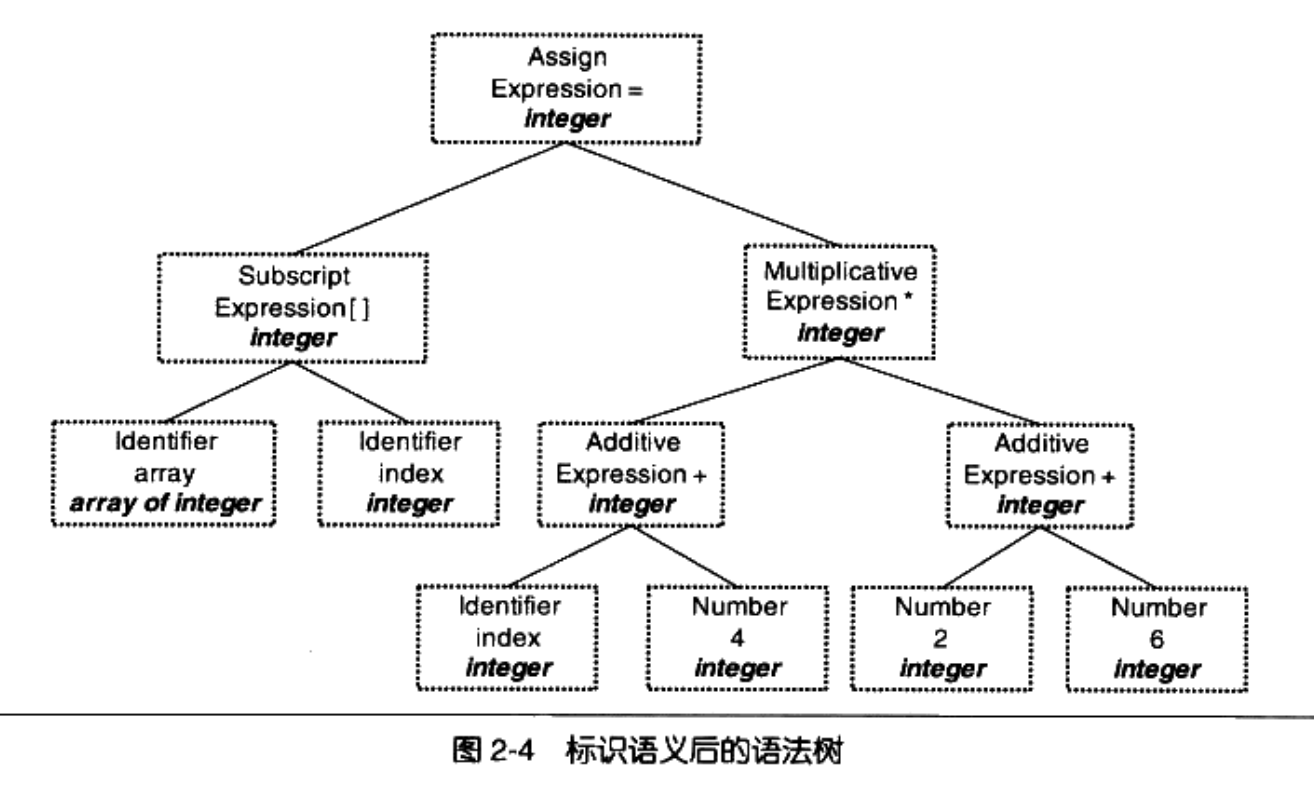 Assign
Expression =
integer
Subscript
Expression[ ]
integer
Multiplicative
Expression *
integer
Identifier
array
array of integer
Identifier
index
integer
Additive
Expression +
integer
Additive
Expression +
integer
Identifier
index
integer
Number
4
integer
Number
2
integer
Number
6
integer
图 2-4 标识语义后的语法树